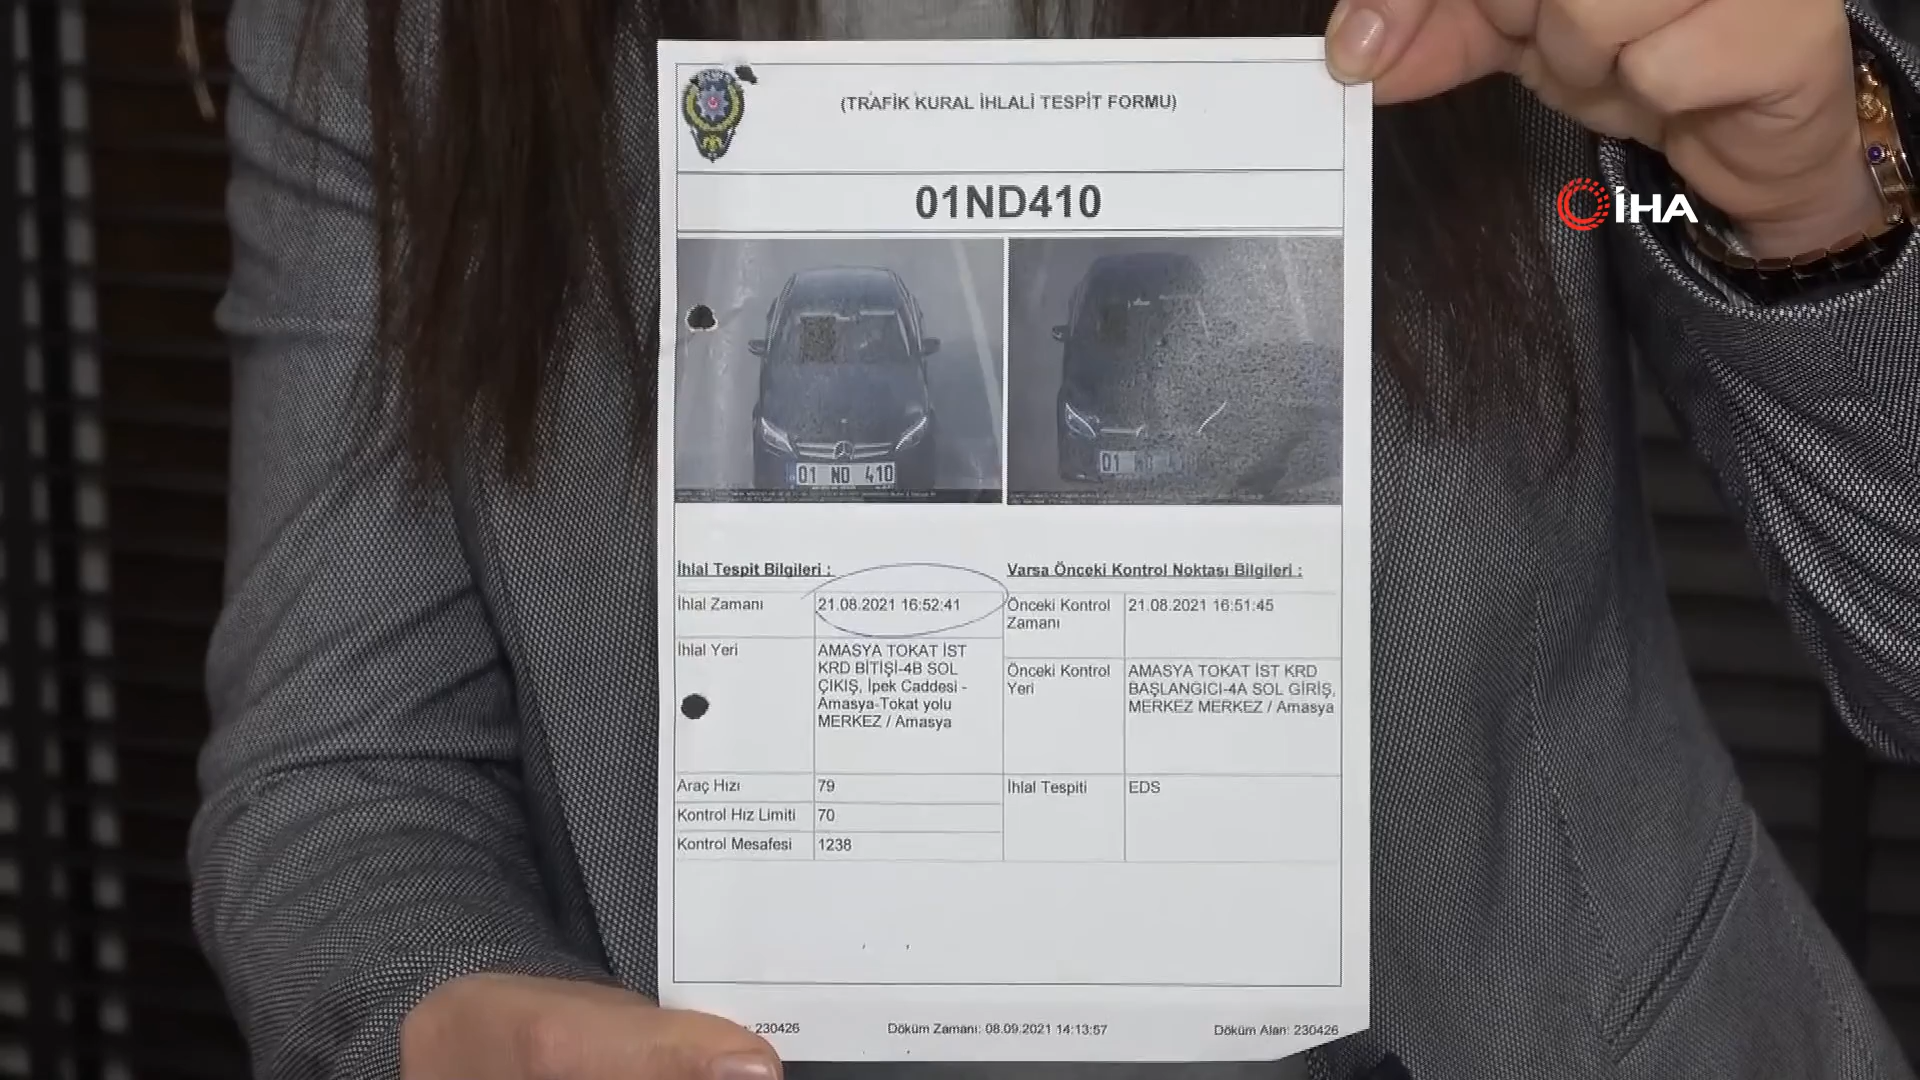 (TRAFİK KURAL İHLALİ TESPİT FORMU)
01ND410
İHA
01 ND 410
01
İhlal Tespit Bilgileri :
Varsa Önceki Kontrol Noktası Bilgileri :
İhlal Zamanı
21.08.2021 16:52:41
Önceki Kontrol
Zamanı
21.08.2021 16:51:45
İhlal Yeri
AMASYA TOKAT İST
KRD BİTİŞİ-4B SOL
ÇIKIŞ, İpek Caddesi -
Amasya-Tokat yolu
MERKEZ / Amasya
Önceki Kontrol
Yeri
AMASYA TOKAT İST KRD
BAŞLANGICI-4A SOL GİRİŞ,
MERKEZ MERKEZ / Amasya
Araç Hızı
79
İhlal Tespiti
EDS
Kontrol Hız Limiti
70
Kontrol Mesafesi
1238
: 230426
Döküm Zamanı: 08.09.2021 14:13:57
Döküm Alan: 230426